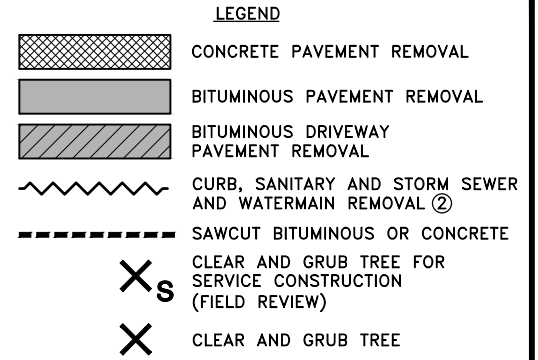 LEGEND
CONCRETE PAVEMENT REMOVAL
BITUMINOUS PAVEMENT REMOVAL
BITUMINOUS DRIVEWAY
PAVEMENT REMOVAL
CURB, SANITARY AND STORM SEWER
AND WATERMAIN REMOVAL ②
SAWCUT BITUMINOUS OR CONCRETE
S
CLEAR AND GRUB TREE FOR
SERVICE CONSTRUCTION
(FIELD REVIEW)
CLEAR AND GRUB TREE